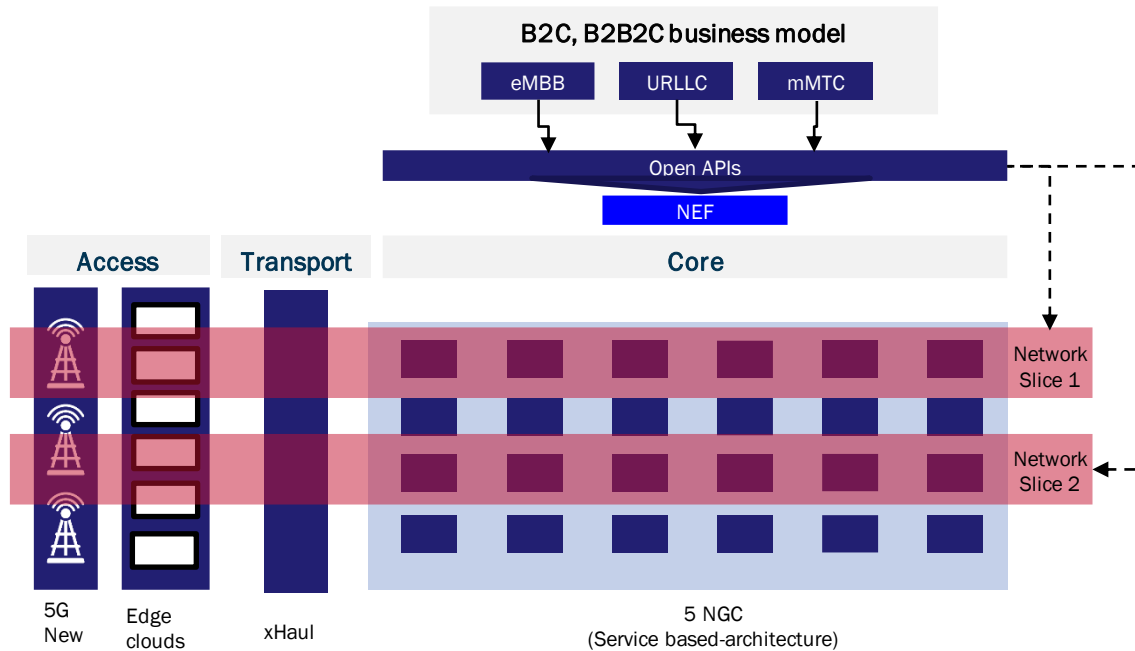 B2C, B2B2C business model
eMBB
URLLC
mMTC
Open APIs
NEF
Access
Transport
Core
Network
Slice 1
Network
Slice 2
5G
New
Edge
clouds
xHaul
5 NGC
(Service based-architecture)